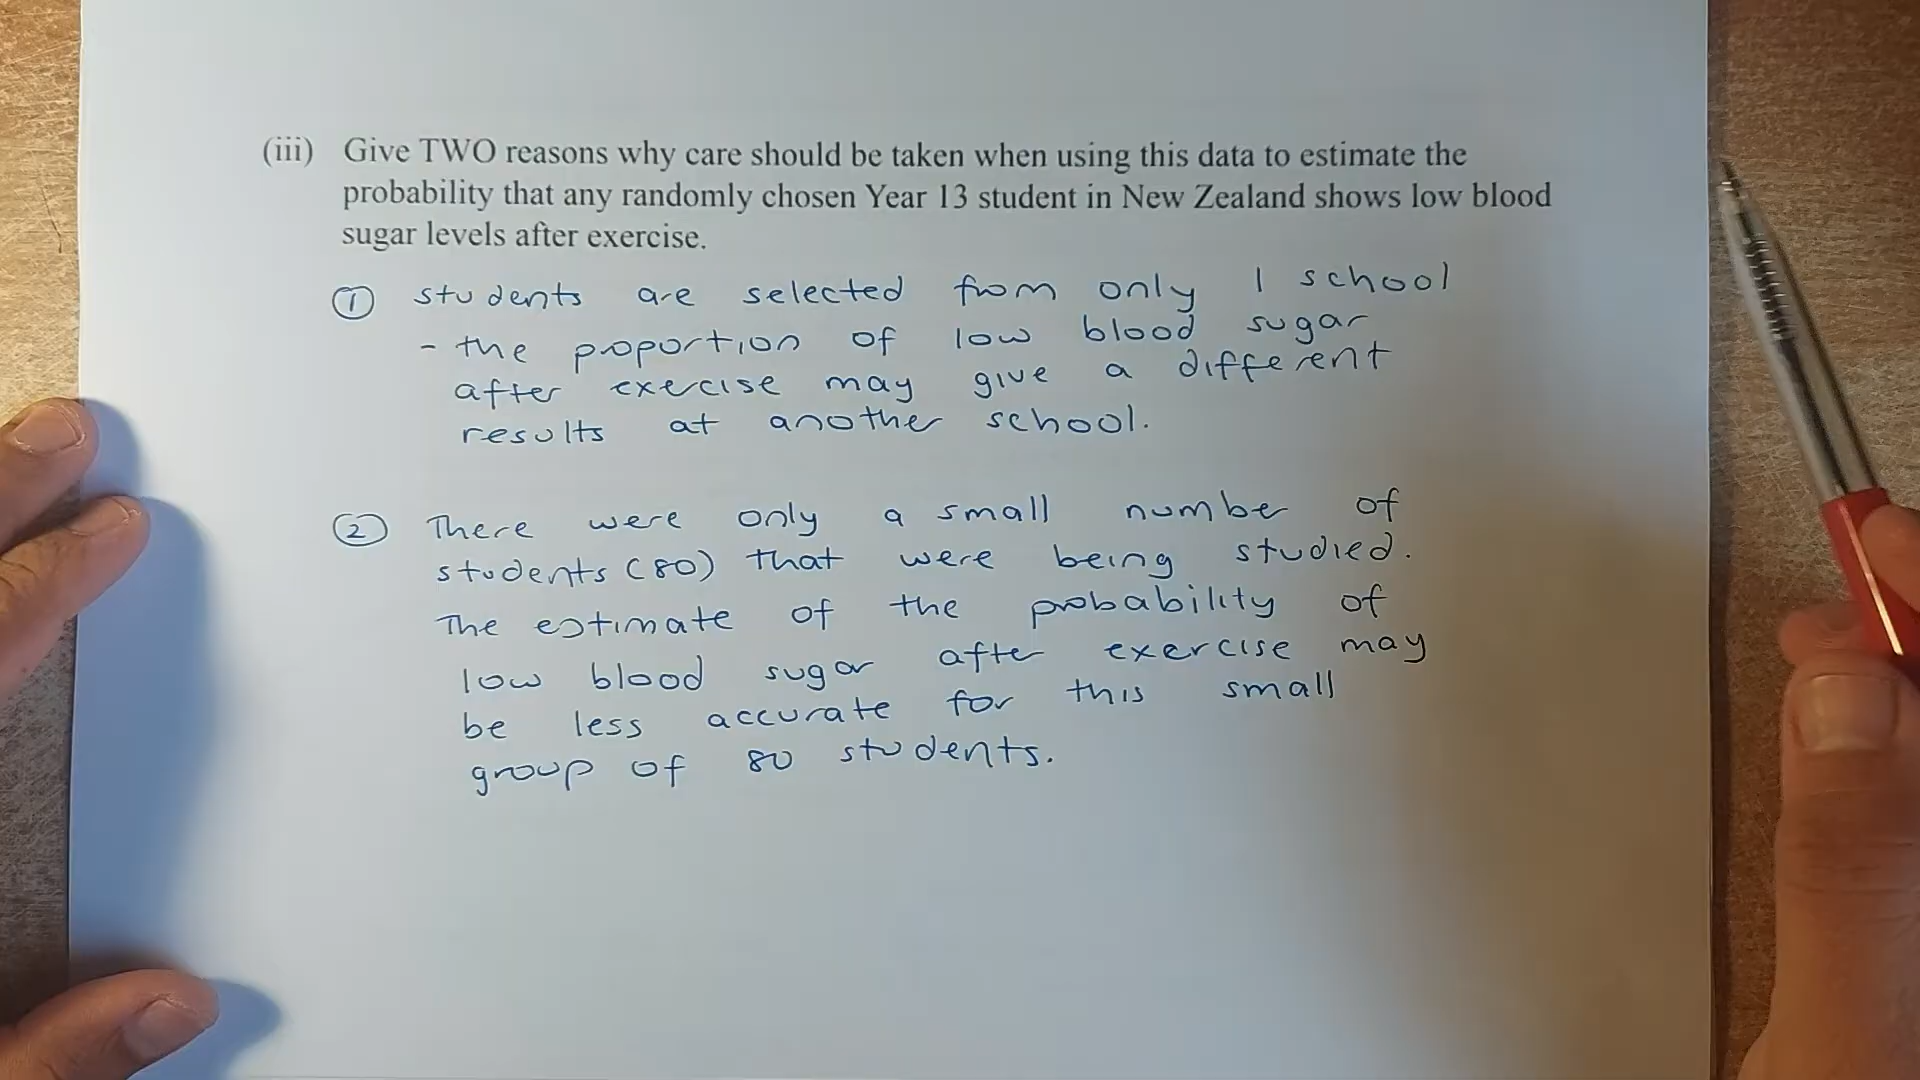 (iii) Give TWO reasons why care should be taken when using this data to estimate the
probability that any randomly chosen Year 13 student in New Zealand shows low blood
sugar levels after exercise.
① students are selected from only 1 school
- the proportion of low blood sugar
after exercise may give a different
results at another school.
② There were only a small number of
students (80) that were being studied.
The estimate of the probability of
low blood sugar after exercise may
be less accurate for this small
group of 80 students.